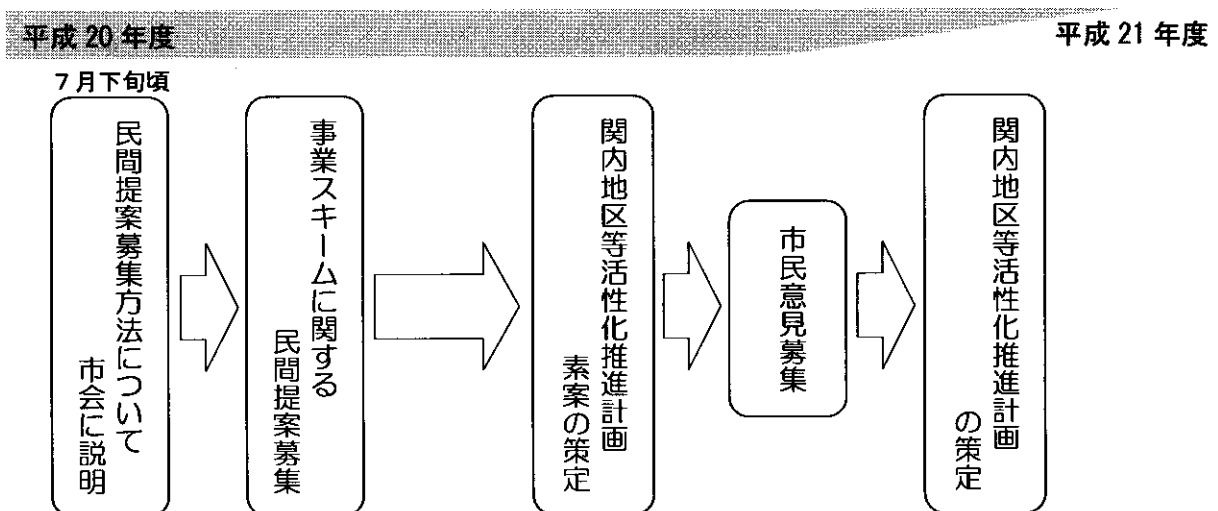 平成 20 年度
平成 21 年度
７月下旬頃
民間提案募集方法について
市会に説明
事業スキームに関する
民間提案募集
関内地区等活性化推進計画
素案の策定
市民意見募集
関内地区等活性化推進計画
の策定